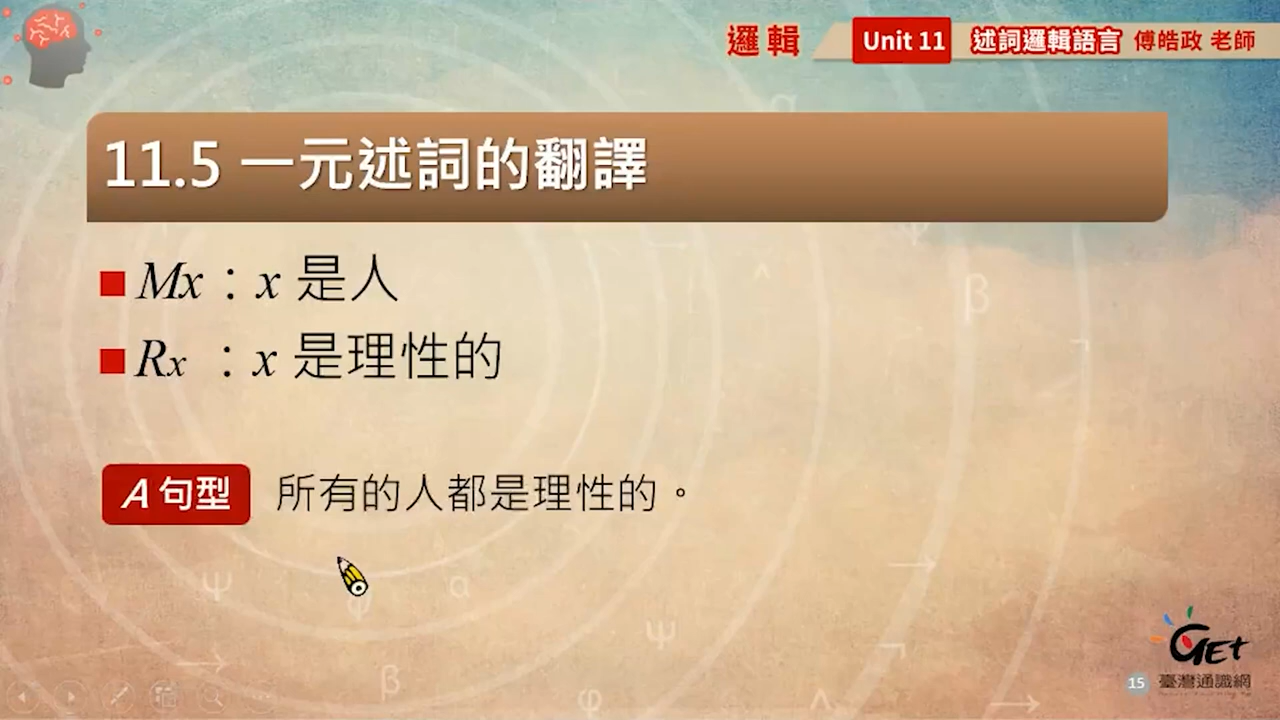 邏輯 Unit 11 述詞邏輯語言 傅皓政 老師
11.5 一元述詞的翻譯
Mx：x 是人
Rx ：x 是理性的
A 句型 所有的人都是理性的。
GET
15 臺灣通識網